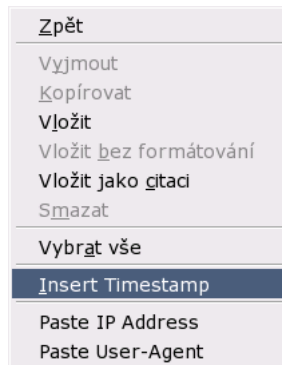 Zpět
Vyjmout
Kopírovat
Vložit
Vložit bez formátování
Vložit jako citaci
Smazat
Vybrat vše
Insert Timestamp
Paste IP Address
Paste User-Agent